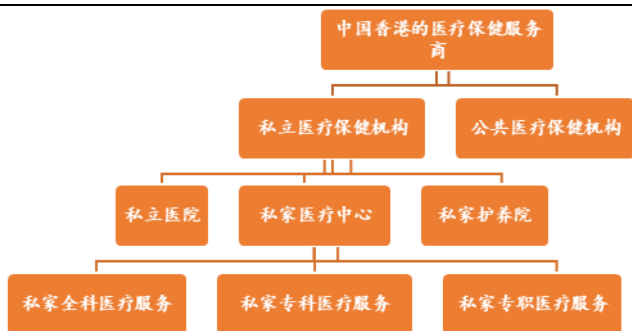 中国香港的医疗保健服务
商
私立医疗保健机构
公共医疗保健机构
私立医院
私家医疗中心
私家护养院
私家全科医疗服务
私家专科医疗服务
私家专职医疗服务